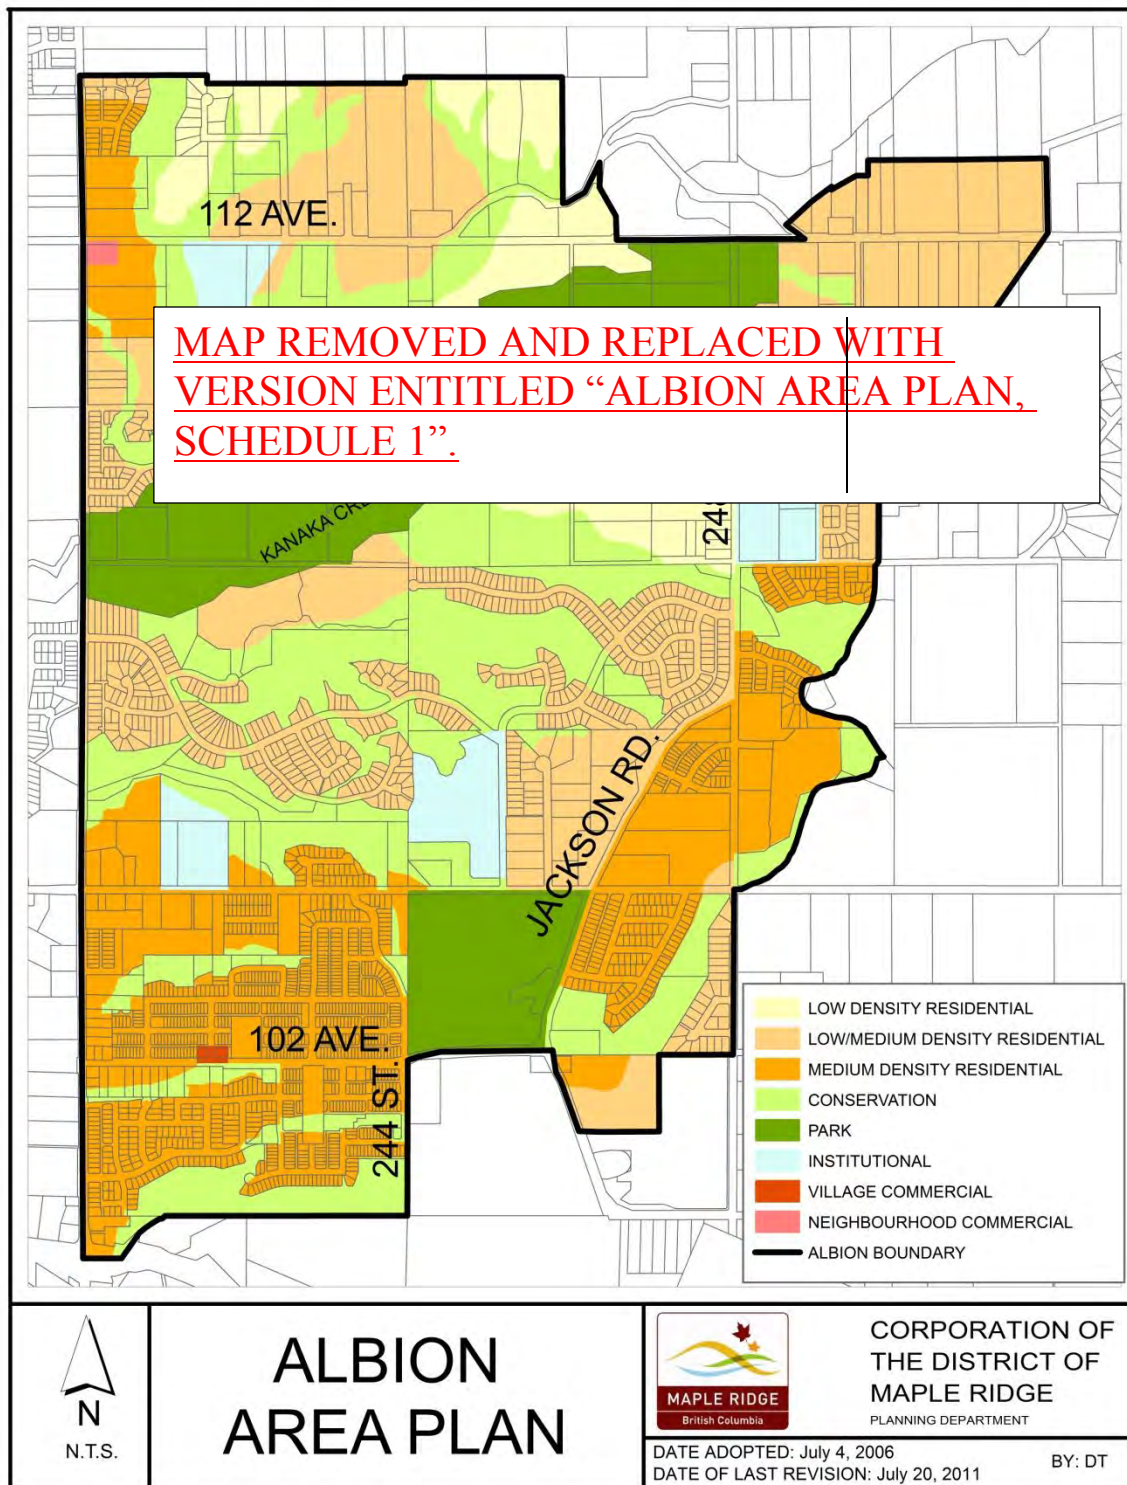 112 AVE.
MAP REMOVED AND REPLACED WITH
VERSION ENTITLED “ALBION AREA PLAN,
SCHEDULE 1”.
KANAKA
JACKSON RD.
102 AVE.
244 ST.
LOW DENSITY RESIDENTIAL
LOW/MEDIUM DENSITY RESIDENTIAL
MEDIUM DENSITY RESIDENTIAL
CONSERVATION
PARK
INSTITUTIONAL
VILLAGE COMMERCIAL
NEIGHBOURHOOD COMMERCIAL
ALBION BOUNDARY
N
N.T.S.
ALBION
AREA PLAN
MAPLE RIDGE
British Columbia
CORPORATION OF
THE DISTRICT OF
MAPLE RIDGE
PLANNING DEPARTMENT
DATE ADOPTED: July 4, 2006
DATE OF LAST REVISION: July 20, 2011
BY: DT